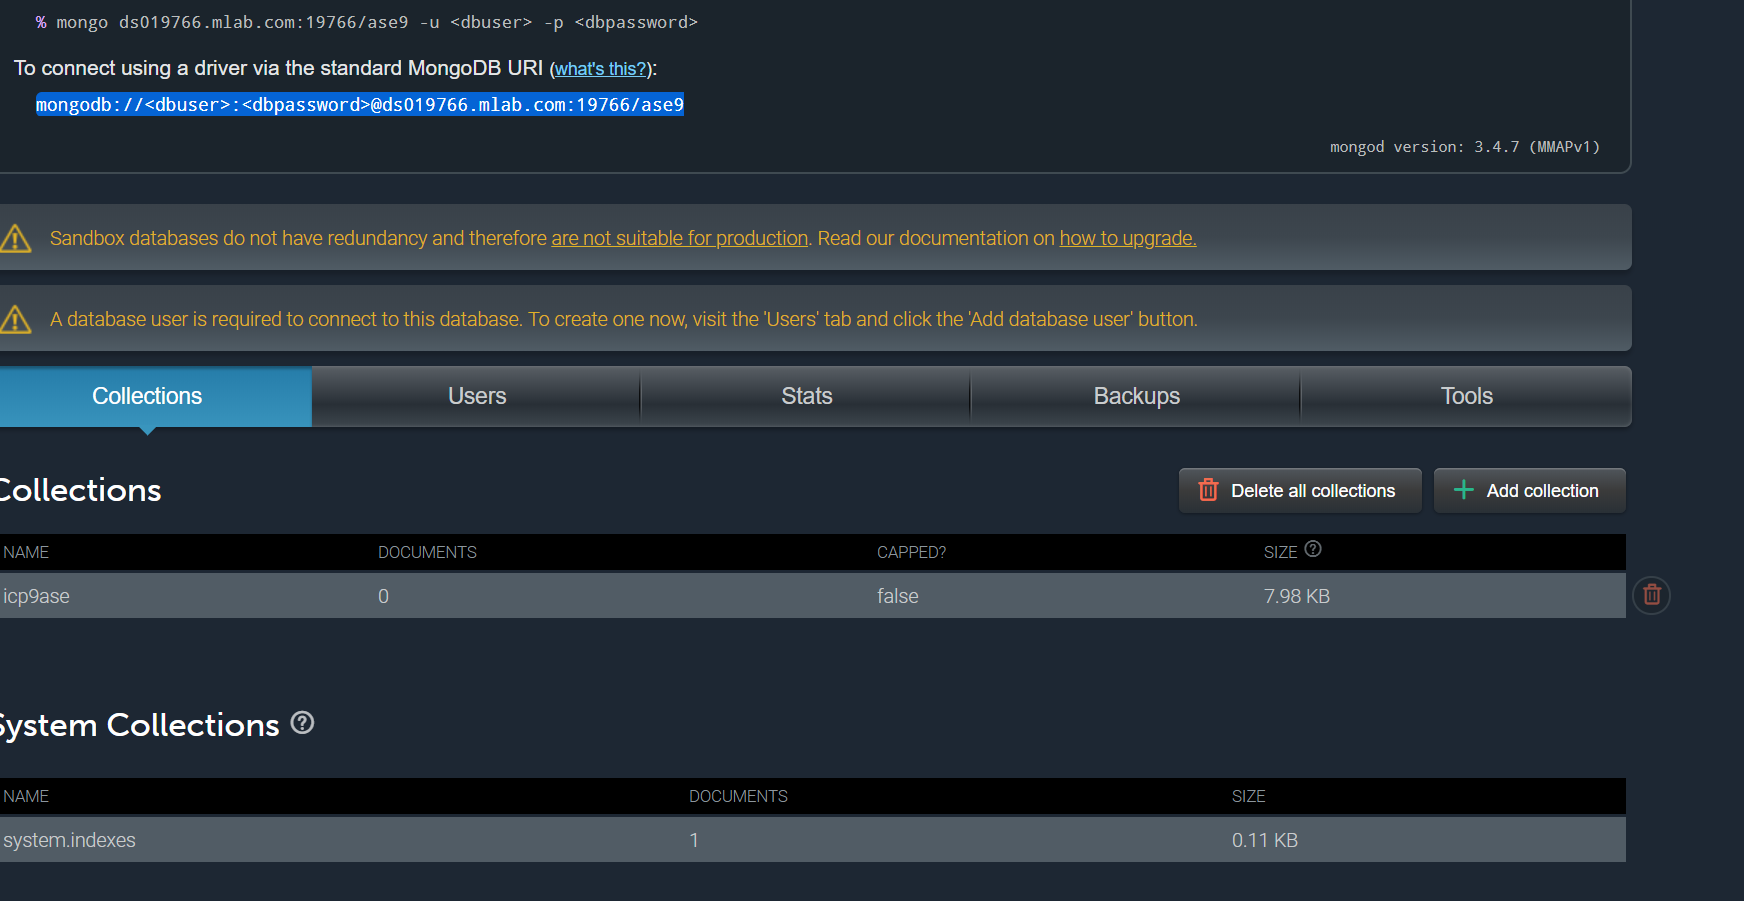 % mongo ds019766.mlab.com:19766/ase9 -u <dbuser> -p <dbpassword>
To connect using a driver via the standard MongoDB URI (what's this?):
mongodb://<dbuser>:<dbpassword>@ds019766.mlab.com:19766/ase9
mongod version: 3.4.7 (MMAPv1)
Sandbox databases do not have redundancy and therefore are not suitable for production. Read our documentation on how to upgrade.
A database user is required to connect to this database. To create one now, visit the 'Users' tab and click the 'Add database user' button.
Collections Users Stats Backups Tools
Collections Delete all collections Add collection
NAME DOCUMENTS CAPPED? SIZE
icp9ase 0 false 7.98 KB
System Collections
NAME DOCUMENTS SIZE
system.indexes 1 0.11 KB